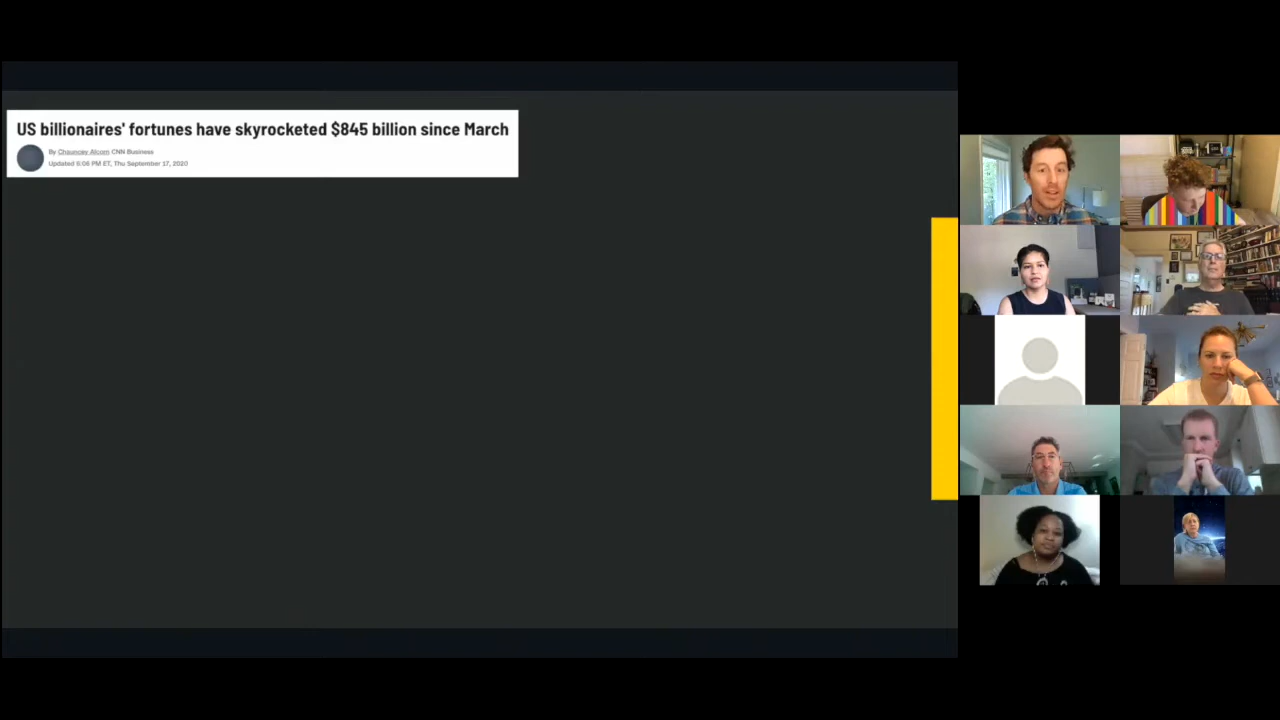 US billionaires' fortunes have skyrocketed $845 billion since March
By Chauncey Alcorn CNN Business
Updated 6:06 PM ET, Thu September 17, 2020